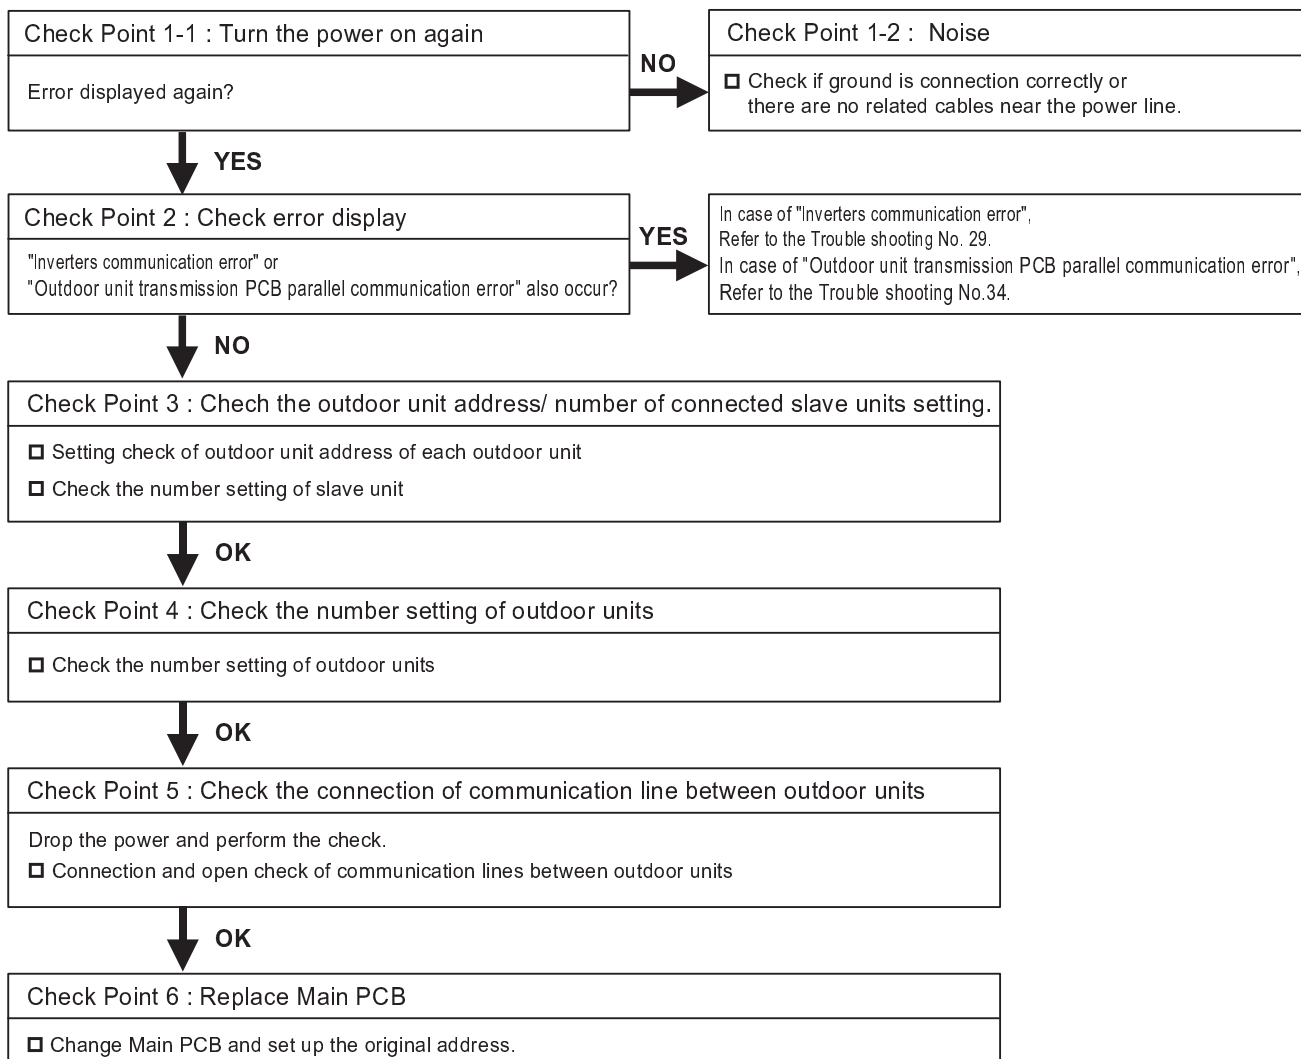 Check Point 1-1 : Turn the power on again
Error displayed again?
NO
Check Point 1-2 : Noise
Check if ground is connection correctly or
there are no related cables near the power line.
YES
Check Point 2 : Check error display
"Inverters communication error" or
"Outdoor unit transmission PCB parallel communication error" also occur?
YES
In case of "Inverters communication error",
Refer to the Trouble shooting No. 29.
In case of "Outdoor unit transmission PCB parallel communication error",
Refer to the Trouble shooting No.34.
NO
Check Point 3 : Chech the outdoor unit address/ number of connected slave units setting.
Setting check of outdoor unit address of each outdoor unit
Check the number setting of slave unit
OK
Check Point 4 : Check the number setting of outdoor units
Check the number setting of outdoor units
OK
Check Point 5 : Check the connection of communication line between outdoor units
Drop the power and perform the check.
Connection and open check of communication lines between outdoor units
OK
Check Point 6 : Replace Main PCB
Change Main PCB and set up the original address.